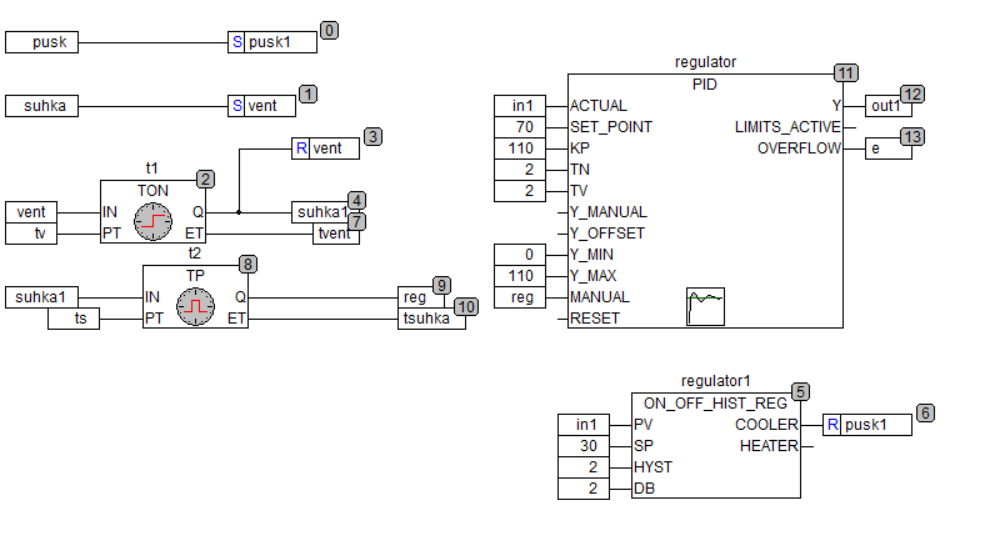 pusk S pusk1 0
suhka S vent 1
R vent 3
t1
TON 2
vent IN Q suhka1 4
tv PT ET tvent 7
t2
TP 8
suhka1 IN Q reg 9
ts PT ET tsuhka 10
regulator
PID 11
in1 ACTUAL Y out1 12
70 SET_POINT LIMITS_ACTIVE
110 KP OVERFLOW e 13
2 TN
2 TV
Y_MANUAL
Y_OFFSET
0 Y_MIN
110 Y_MAX
reg MANUAL
RESET
regulator1
ON_OFF_HIST_REG 5
in1 PV COOLER R pusk1 6
30 SP HEATER
2 HYST
2 DB